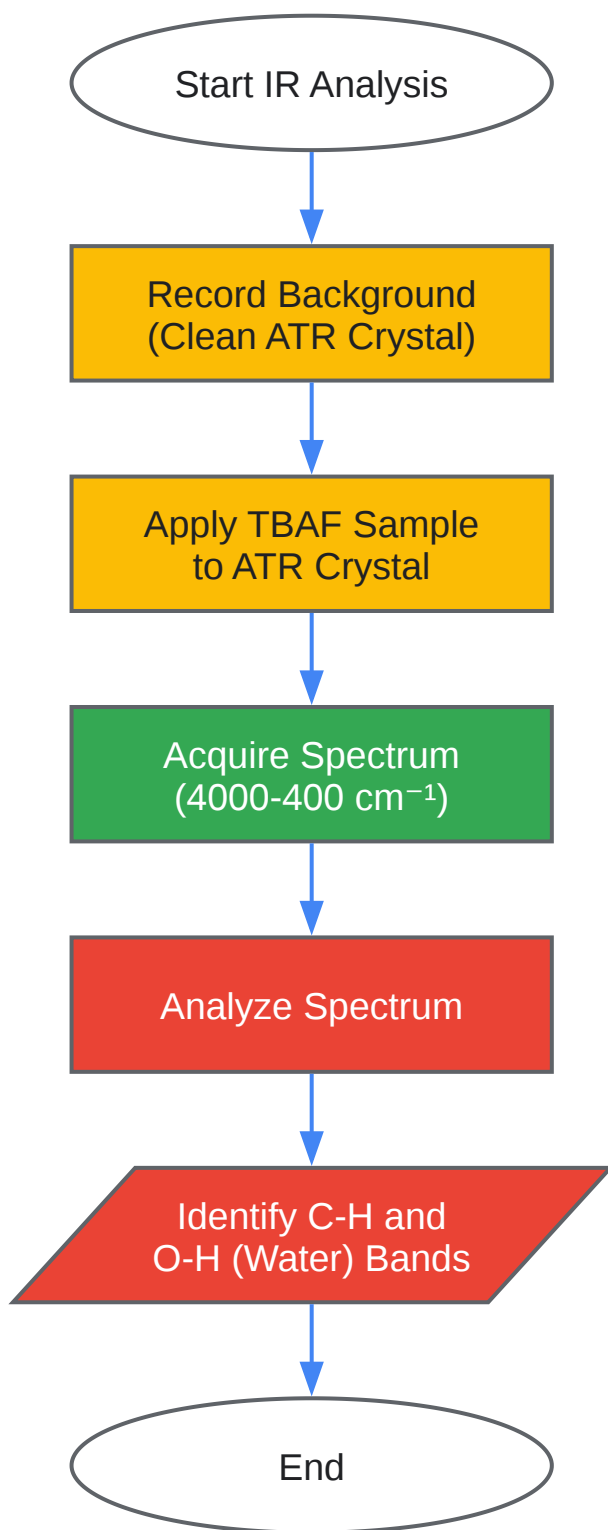 Start IR Analysis
Record Background
(Clean ATR Crystal)
Apply TBAF Sample
to ATR Crystal
Acquire Spectrum
(4000-400 cm⁻¹)
Analyze Spectrum
Identify C-H and
O-H (Water) Bands
End